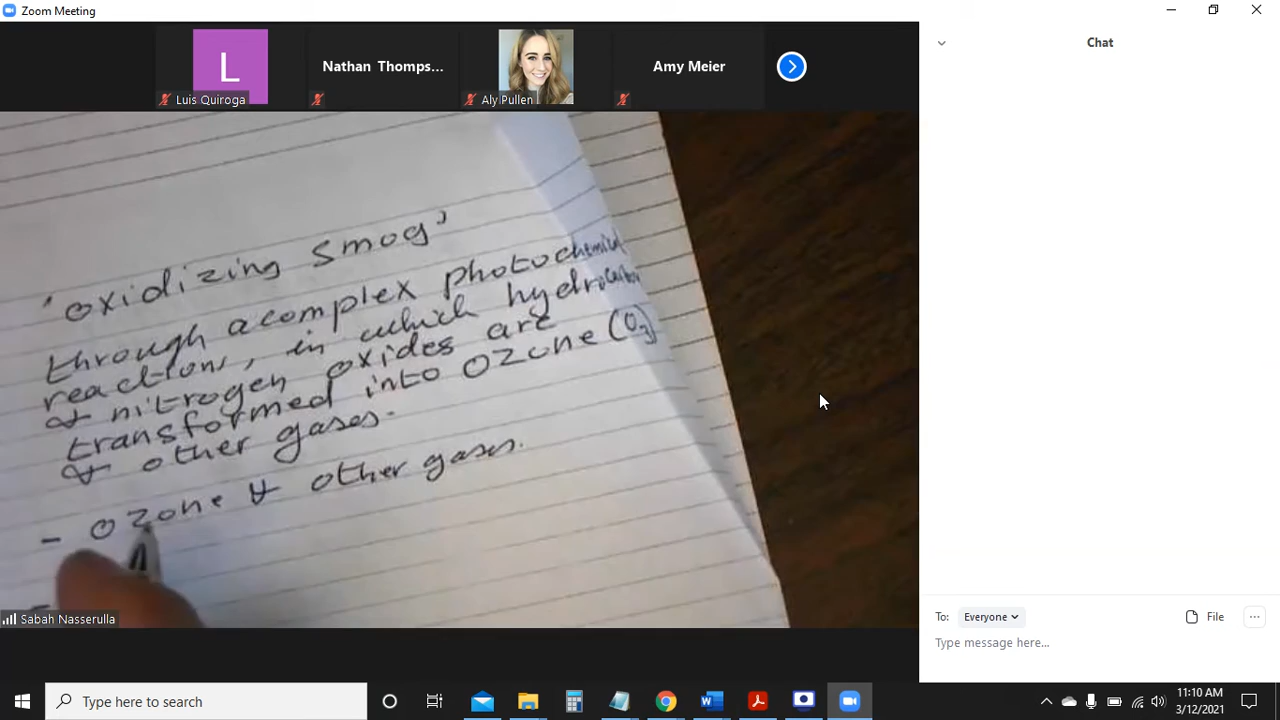 Zoom Meeting
L
Luis Quiroga
Nathan Thomps...
Aly Pullen
Amy Meier
Chat
'oxidizing smog'
through a complex photochemical
reactions, in which hydrocarbon
& nitrogen oxides are
transformed into Ozone (O3)
& other gases.
- Ozone & other gases.
Sabah Nasserulla
To: Everyone File ...
Type message here...
Type here to search
11:10 AM
3/12/2021